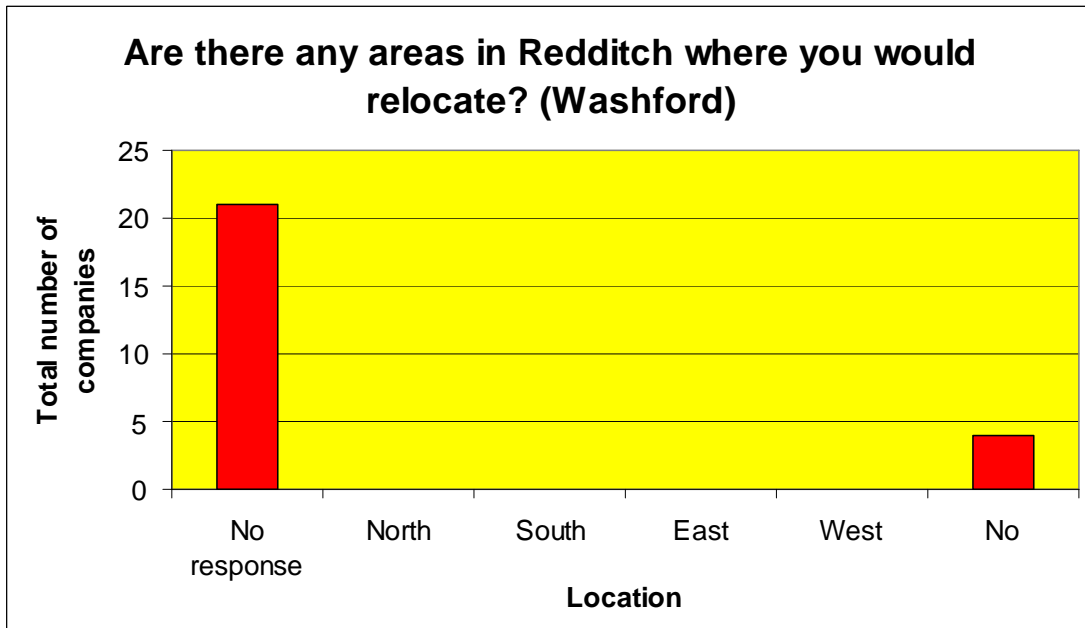 Are there any areas in Redditch where you would
relocate? (Washford)
25
20
15
10
5
0
Total number of
companies
No
response
North
South
East
West
No
Location